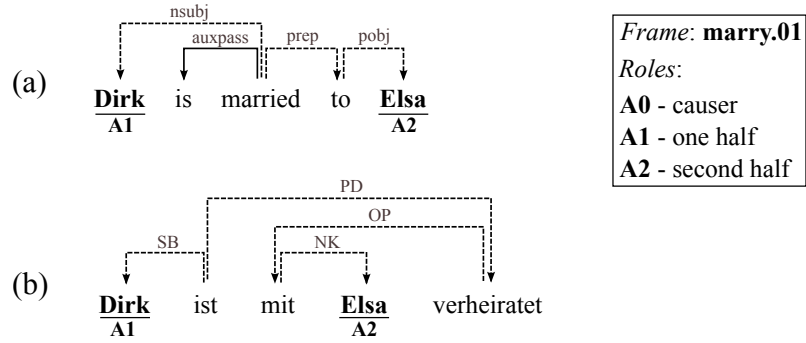 nsubj
auxpass prep pobj
(a) Dirk is married to Elsa
A1 A2
PD
OP
SB NK
(b) Dirk ist mit Elsa verheiratet
A1 A2
Frame: marry.01
Roles:
A0 - causer
A1 - one half
A2 - second half